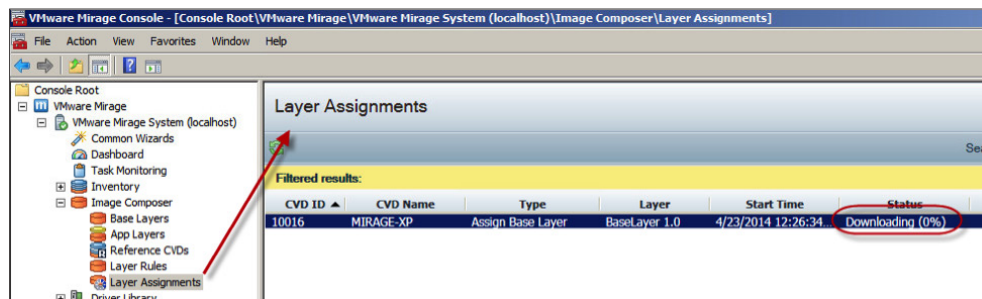 VMware Mirage Console - [Console Root\VMware Mirage\VMware Mirage System (localhost)\Image Composer\Layer Assignments]
File Action View Favorites Window Help
Console Root
VMware Mirage
VMware Mirage System (localhost)
Common Wizards
Dashboard
Task Monitoring
Inventory
Image Composer
Base Layers
App Layers
Reference CVDs
Layer Rules
Layer Assignments
Driver Library
Layer Assignments
Filtered results:
CVD ID CVD Name Type Layer Start Time Status
10016 MIRAGE-XP Assign Base Layer BaseLayer 1.0 4/23/2014 12:26:34... Downloading (0%)